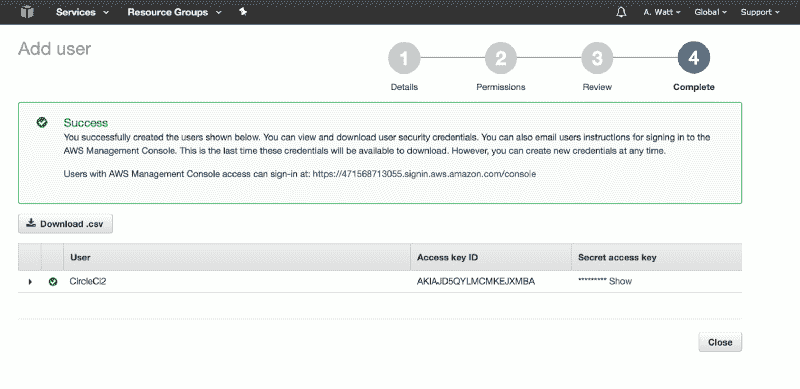 Services Resource Groups A. Watt Global Support
Add user
1 2 3 4
Details Permissions Review Complete
Success
You successfully created the users shown below. You can view and download user security credentials. You can also email users instructions for signing in to the
AWS Management Console. This is the last time these credentials will be available to download. However, you can create new credentials at any time.
Users with AWS Management Console access can sign-in at: https://471568713055.signin.aws.amazon.com/console
Download .csv
User Access key ID Secret access key
CircleCI2 AKIAJD5QYLMCMKEJXMBA ********* Show
Close